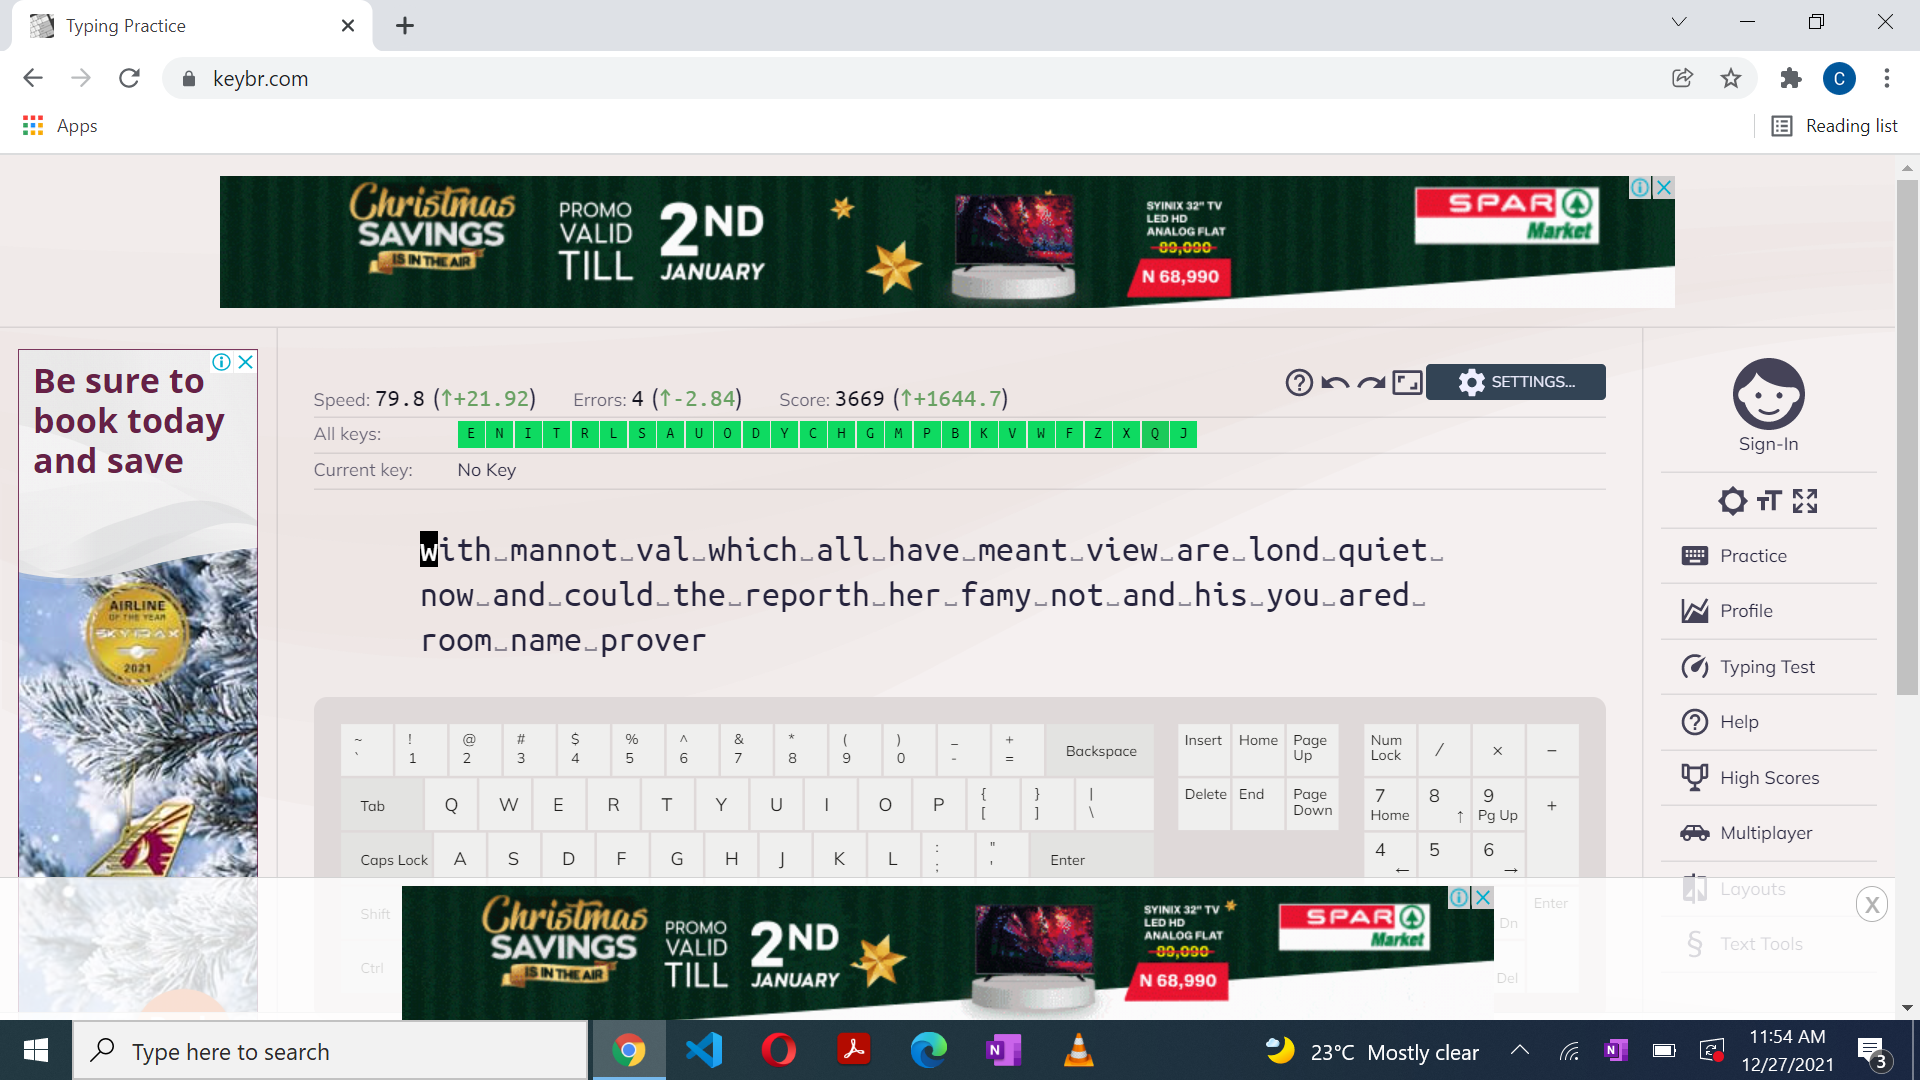 Typing Practice
keybr.com
Apps
Reading list
Christmas
SAVINGS
IS IN THE AIR
PROMO
VALID
TILL
2ND
JANUARY
SYINIX 32" TV
LED HD
ANALOG FLAT
89,990
N 68,990
SPAR
Market
Be sure to
book today
and save
AIRLINE
OF THE YEAR
SKYTRAX
2021
Speed: 79.8 (↑+21.92) Errors: 4 (↑-2.84) Score: 3669 (↑+1644.7)
SETTINGS...
All keys: E N I T R L S A U O D Y C H G M P B K V W F Z X Q J
Current key: No Key
with␣mannot␣val␣which␣all␣have␣meant␣view␣are␣lond␣quiet␣
now␣and␣could␣the␣reporth␣her␣famy␣not␣and␣his␣you␣ared␣
room␣name␣prover
~ ! @ # $ % ^ & * ( ) _ +
` 1 2 3 4 5 6 7 8 9 0 - = Backspace
Tab Q W E R T Y U I O P { [ } ] | \
Caps Lock A S D F G H J K L : ; " ' Enter
Shift
Ctrl
Insert Home Page Up
Delete End Page Down
Num Lock / × −
7 Home 8 ↑ 9 Pg Up +
4 ← 5 6 →
Enter
Dn
Del
Sign-In
Practice
Profile
Typing Test
Help
High Scores
Multiplayer
Layouts
§ Text Tools
X
Christmas
SAVINGS
IS IN THE AIR
PROMO
VALID
TILL
2ND
JANUARY
SYINIX 32" TV
LED HD
ANALOG FLAT
89,990
N 68,990
SPAR
Market
Type here to search
23°C Mostly clear
11:54 AM
12/27/2021
3
C